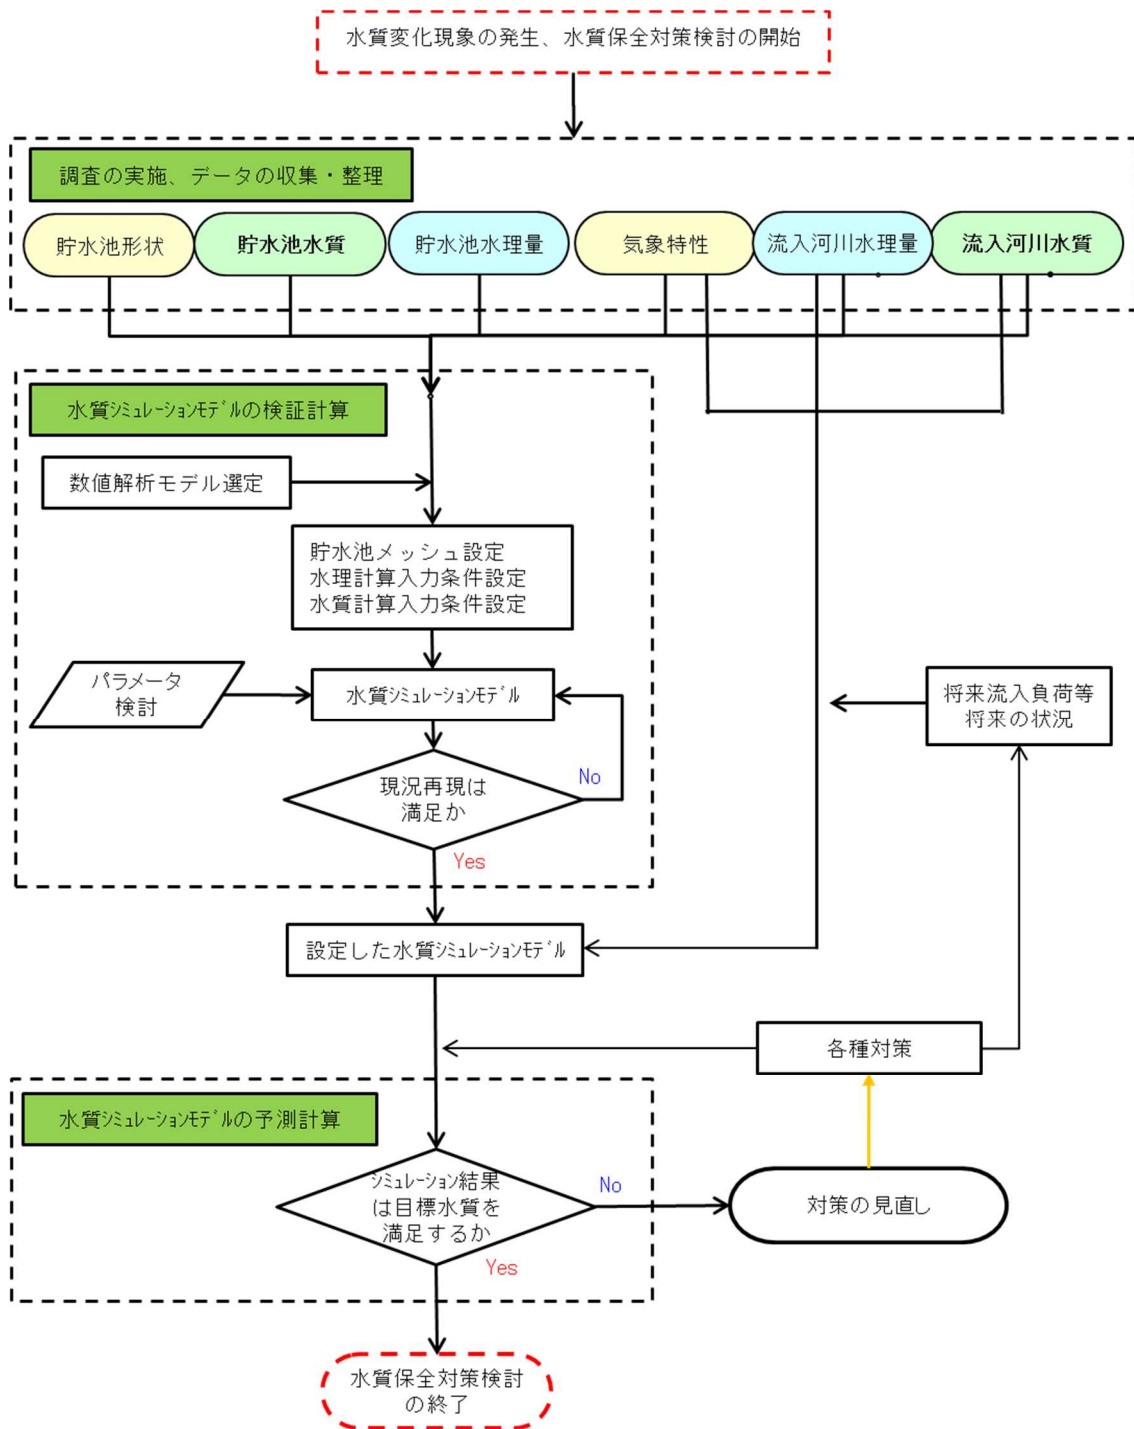 水質変化現象の発生、水質保全対策検討の開始
調査の実施、データの収集・整理
貯水池形状
貯水池水質
貯水池水理量
気象特性
流入河川水理量
流入河川水質
水質ｼﾐｭﾚｰｼｮﾝﾓﾃﾞﾙの検証計算
数値解析モデル選定
貯水池メッシュ設定
水理計算入力条件設定
水質計算入力条件設定
パラメータ
検討
水質ｼﾐｭﾚｰｼｮﾝﾓﾃﾞﾙ
将来流入負荷等
将来の状況
現況再現は
満足か
No
Yes
設定した水質ｼﾐｭﾚｰｼｮﾝﾓﾃﾞﾙ
各種対策
水質ｼﾐｭﾚｰｼｮﾝﾓﾃﾞﾙの予測計算
ｼﾐｭﾚｰｼｮﾝ結果
は目標水質を
満足するか
No
対策の見直し
Yes
水質保全対策検討
の終了